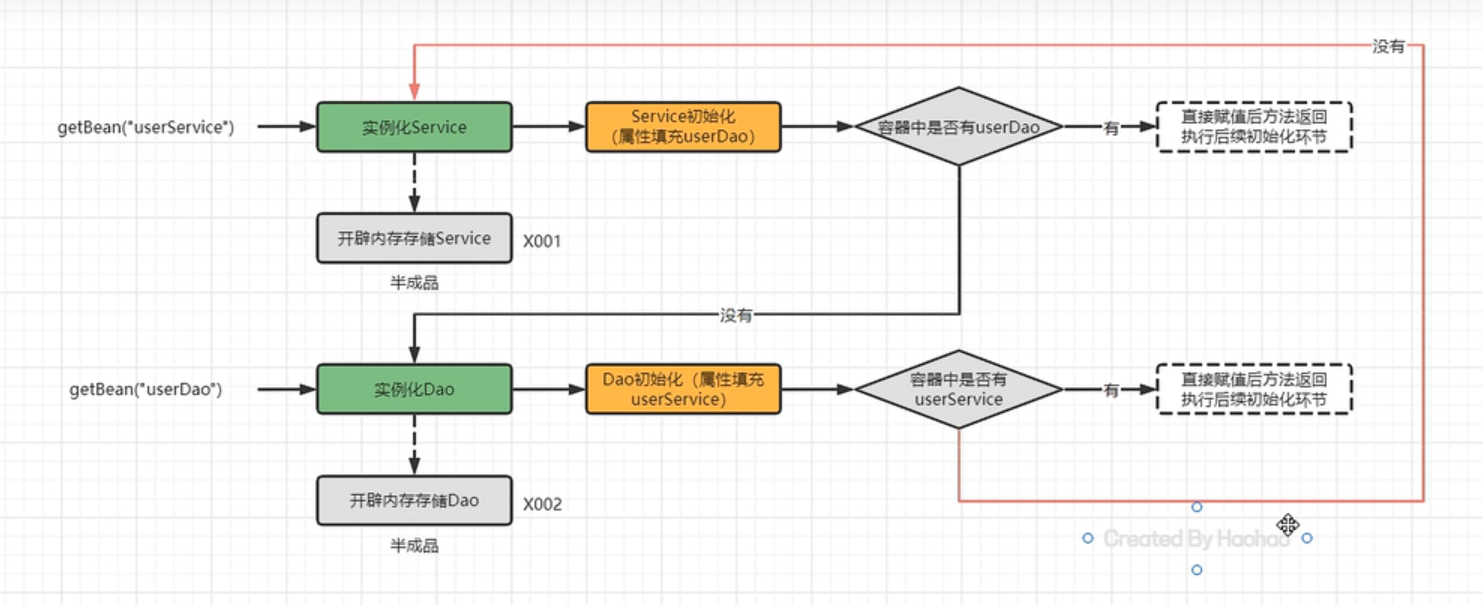 没有
getBean("userService")
实例化Service
Service初始化
（属性填充userDao）
容器中是否有userDao
有
直接赋值后方法返回
执行后续初始化环节
开辟内存存储Service
X001
半成品
没有
getBean("userDao")
实例化Dao
Dao初始化（属性填充
userService）
容器中是否有
userService
有
直接赋值后方法返回
执行后续初始化环节
开辟内存存储Dao
X002
半成品
Created By Haohao